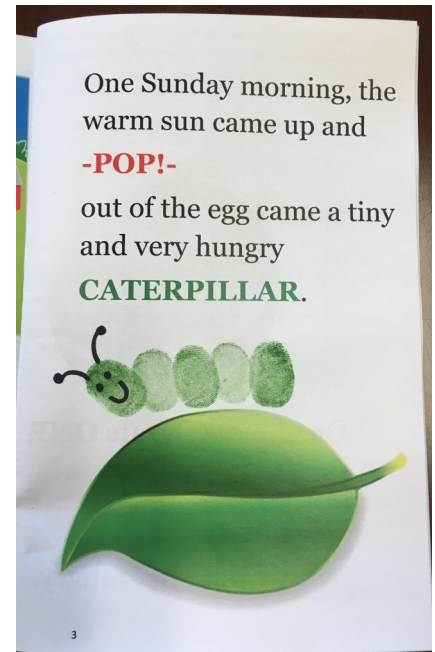 One Sunday morning, the
warm sun came up and
-POP!-
out of the egg came a tiny
and very hungry
CATERPILLAR.
3